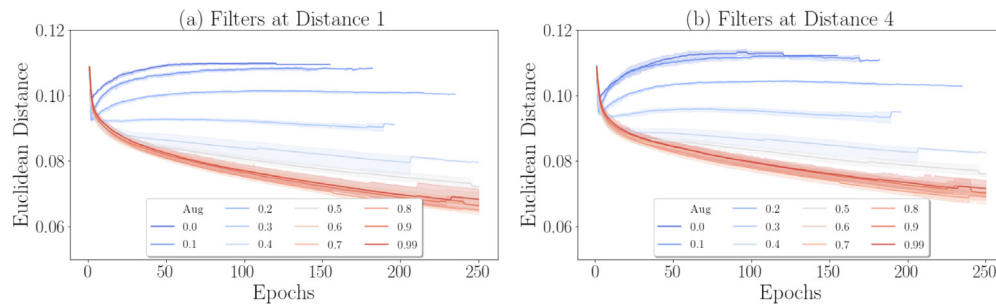 (a) Filters at Distance 1
0.12
0.10
0.08
0.06
Euclidean Distance
Aug 0.2 0.5 0.8
0.0 0.3 0.6 0.9
0.1 0.4 0.7 0.99
0 50 100 150 200 250
Epochs
(b) Filters at Distance 4
0.12
0.10
0.08
0.06
Euclidean Distance
Aug 0.2 0.5 0.8
0.0 0.3 0.6 0.9
0.1 0.4 0.7 0.99
0 50 100 150 200 250
Epochs